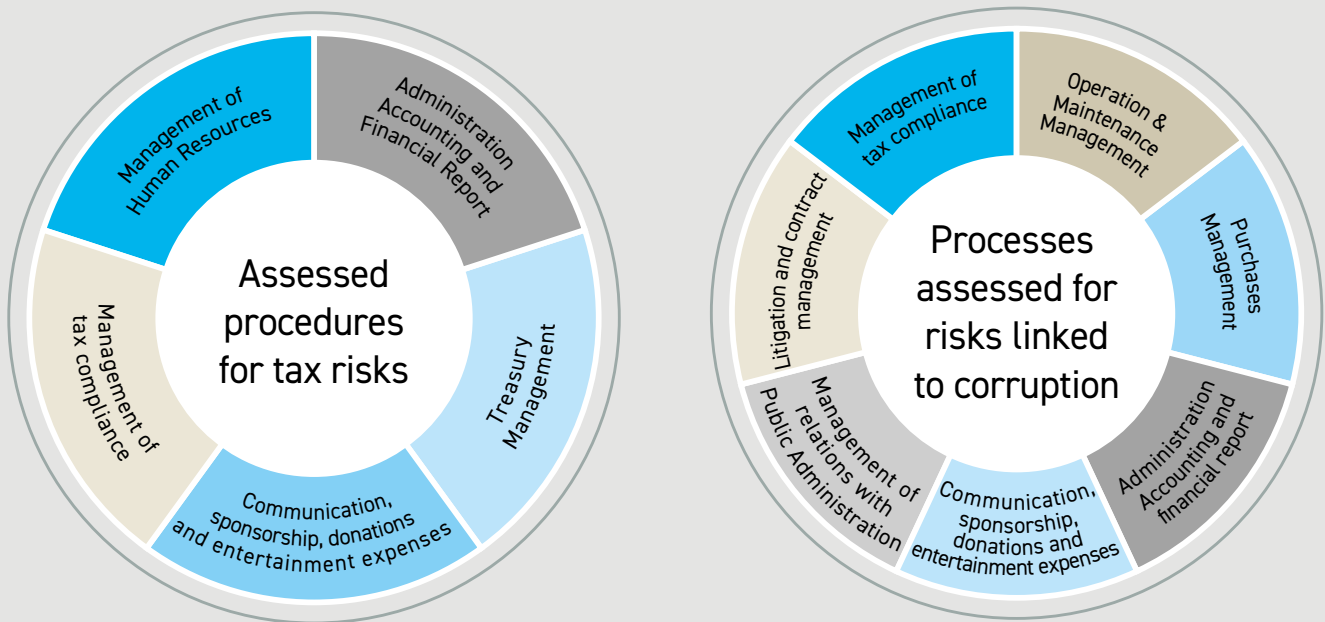 Management of
Human Resources
Administration
Accounting and
Financial Report
Treasury
Management
Communication,
sponsorship, donations
and entertainment expenses
Management of
tax compliance
Assessed
procedures
for tax risks
Management of
tax compliance
Operation &
Maintenance
Management
Purchases
Management
Administration
Accounting and
financial report
Communication,
sponsorship,
donations and
entertainment expenses
Management of
relations with
Public Administration
Litigation and contract
management
Processes
assessed for
risks linked
to corruption